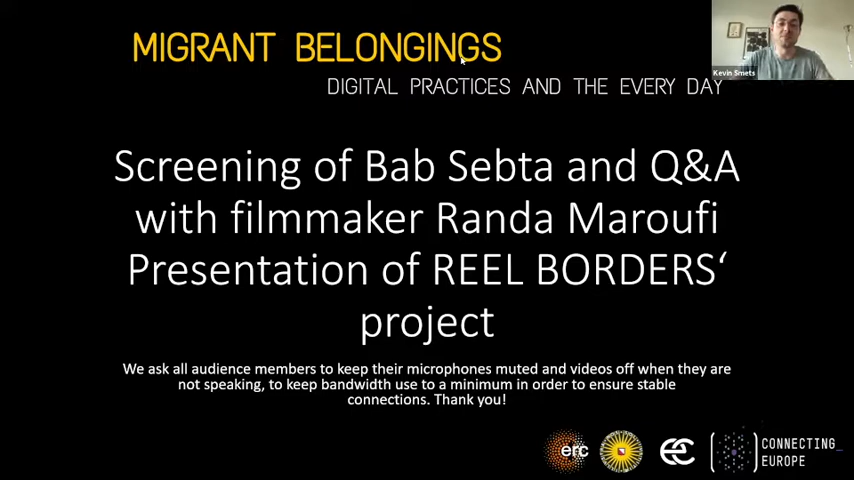 MIGRANT BELONGINGS
DIGITAL PRACTICES AND THE EVERY DAY
Kevin Smets
Screening of Bab Sebta and Q&A
with filmmaker Randa Maroufi
Presentation of REEL BORDERS‘
project
We ask all audience members to keep their microphones muted and videos off when they are
not speaking, to keep bandwidth use to a minimum in order to ensure stable
connections. Thank you!
erc
CONNECTING_
EUROPE